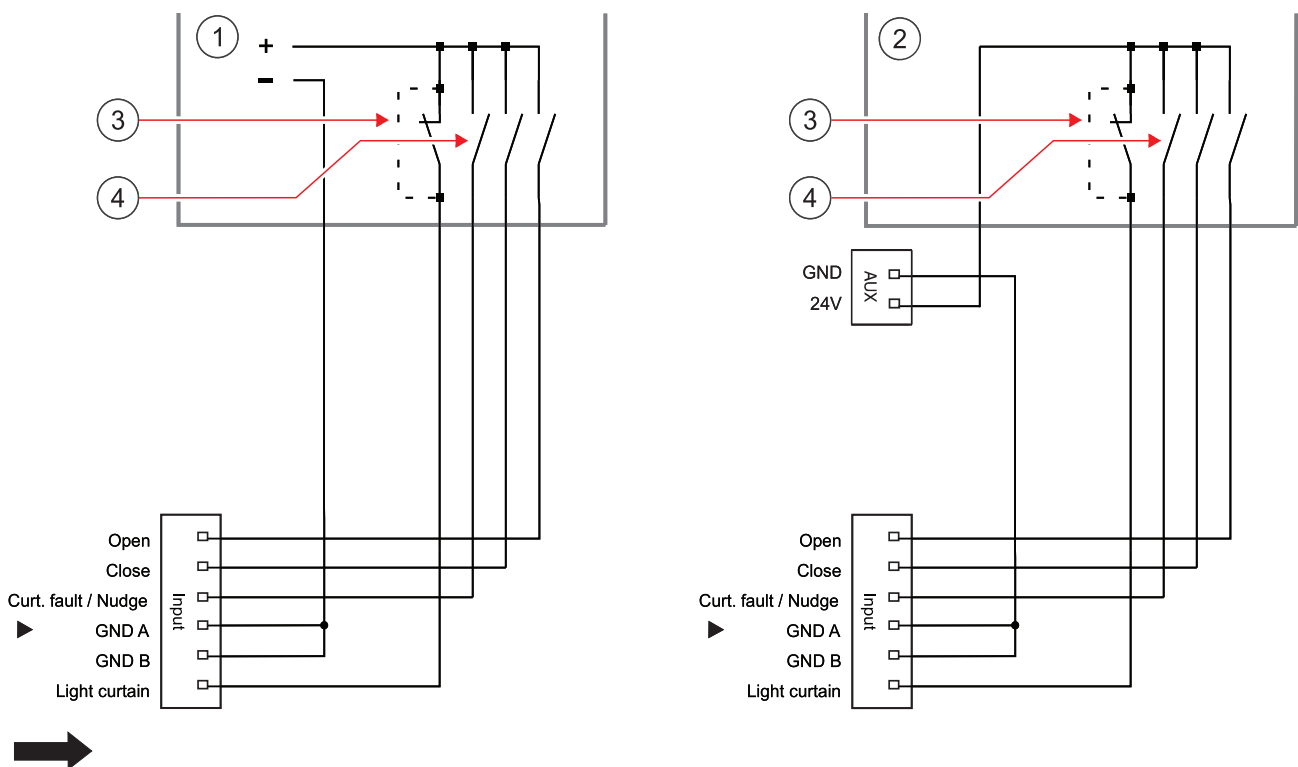 1
+
−
3
4
Open
Close
Curt. fault / Nudge
GND A
GND B
Light curtain
Input
2
3
4
GND
24V
AUX
Open
Close
Curt. fault / Nudge
GND A
GND B
Light curtain
Input